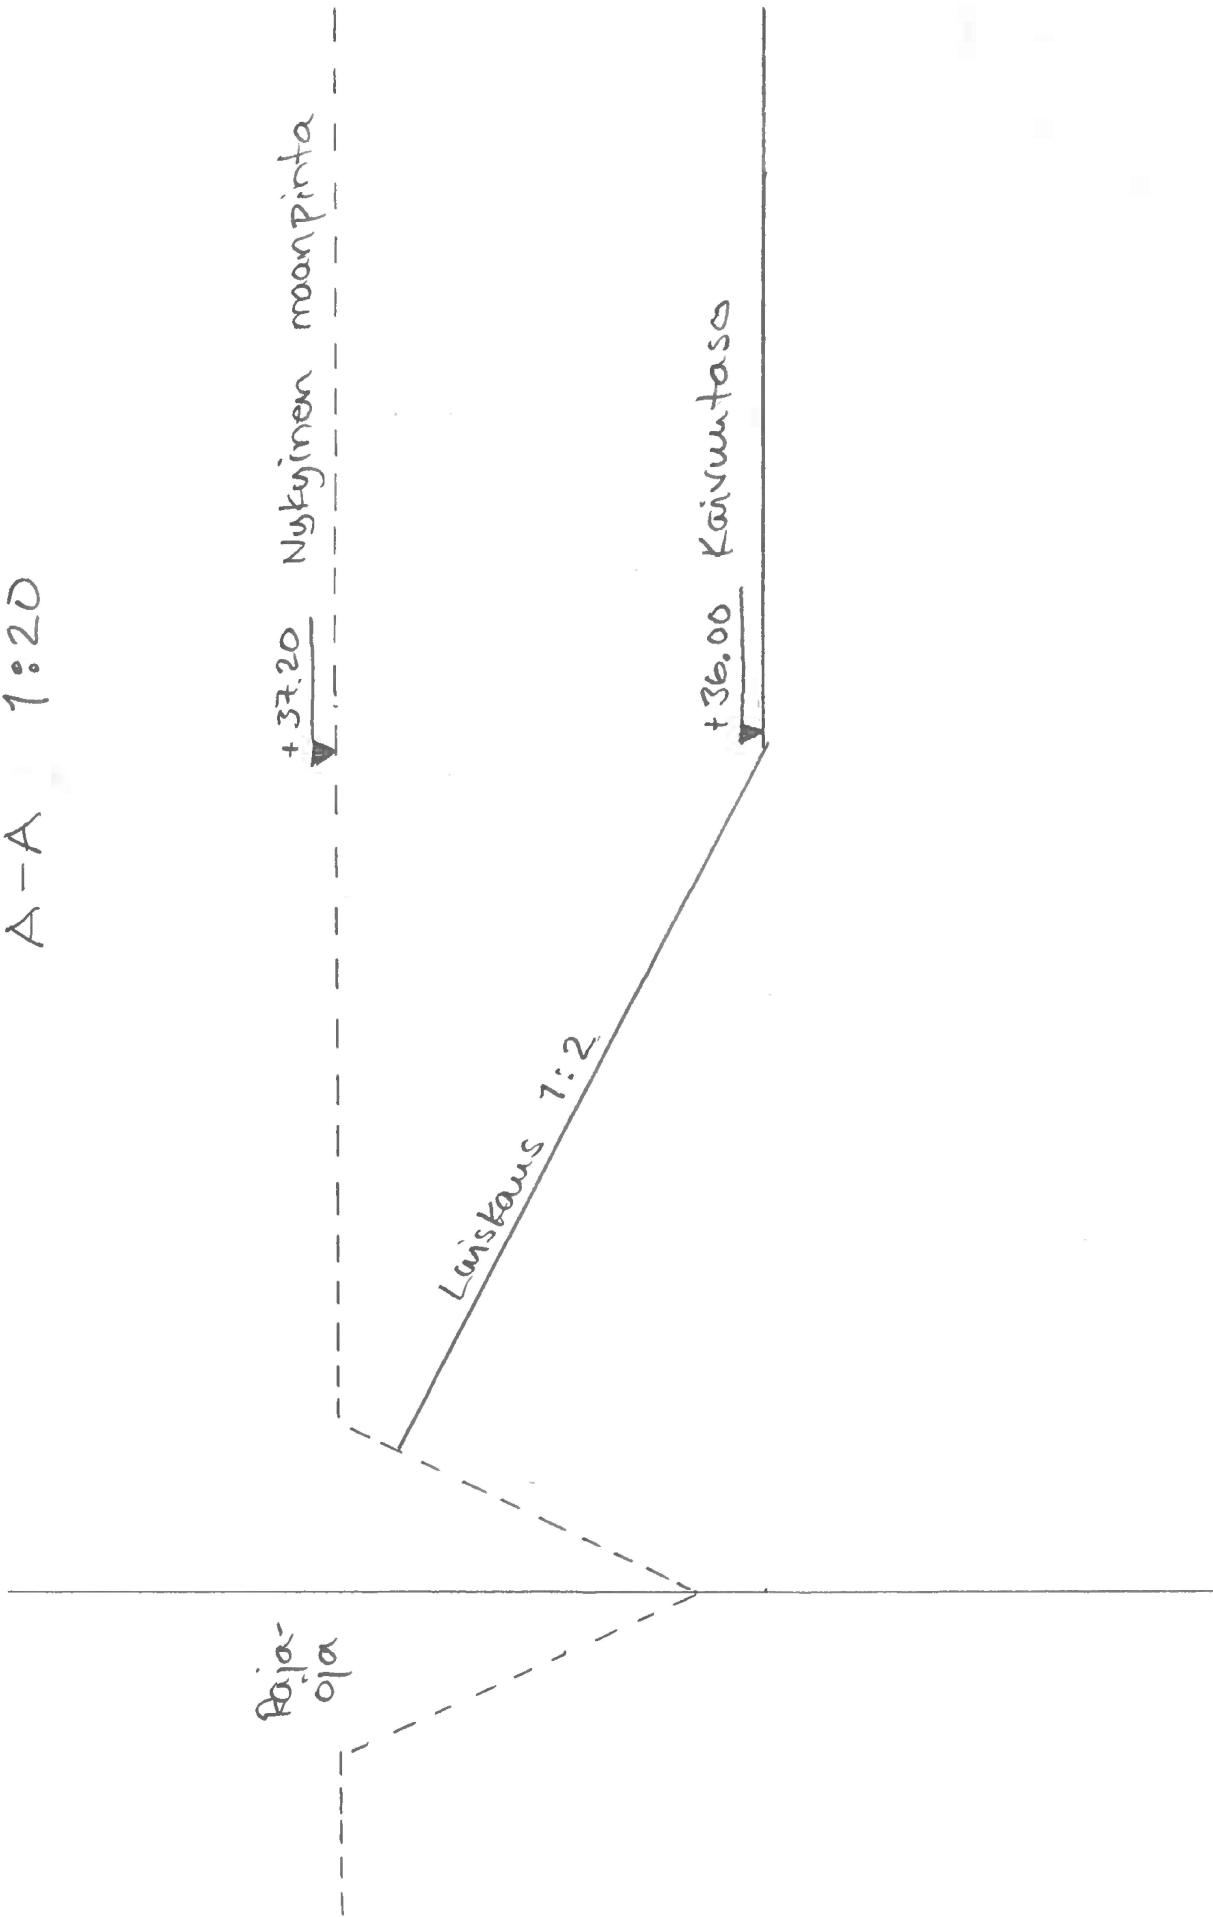 A-A 1:20
+37.20 Nykyinen maanpinta
+36.00 Kaivuutaso
Luiskaus 1:2
Raja-
oja